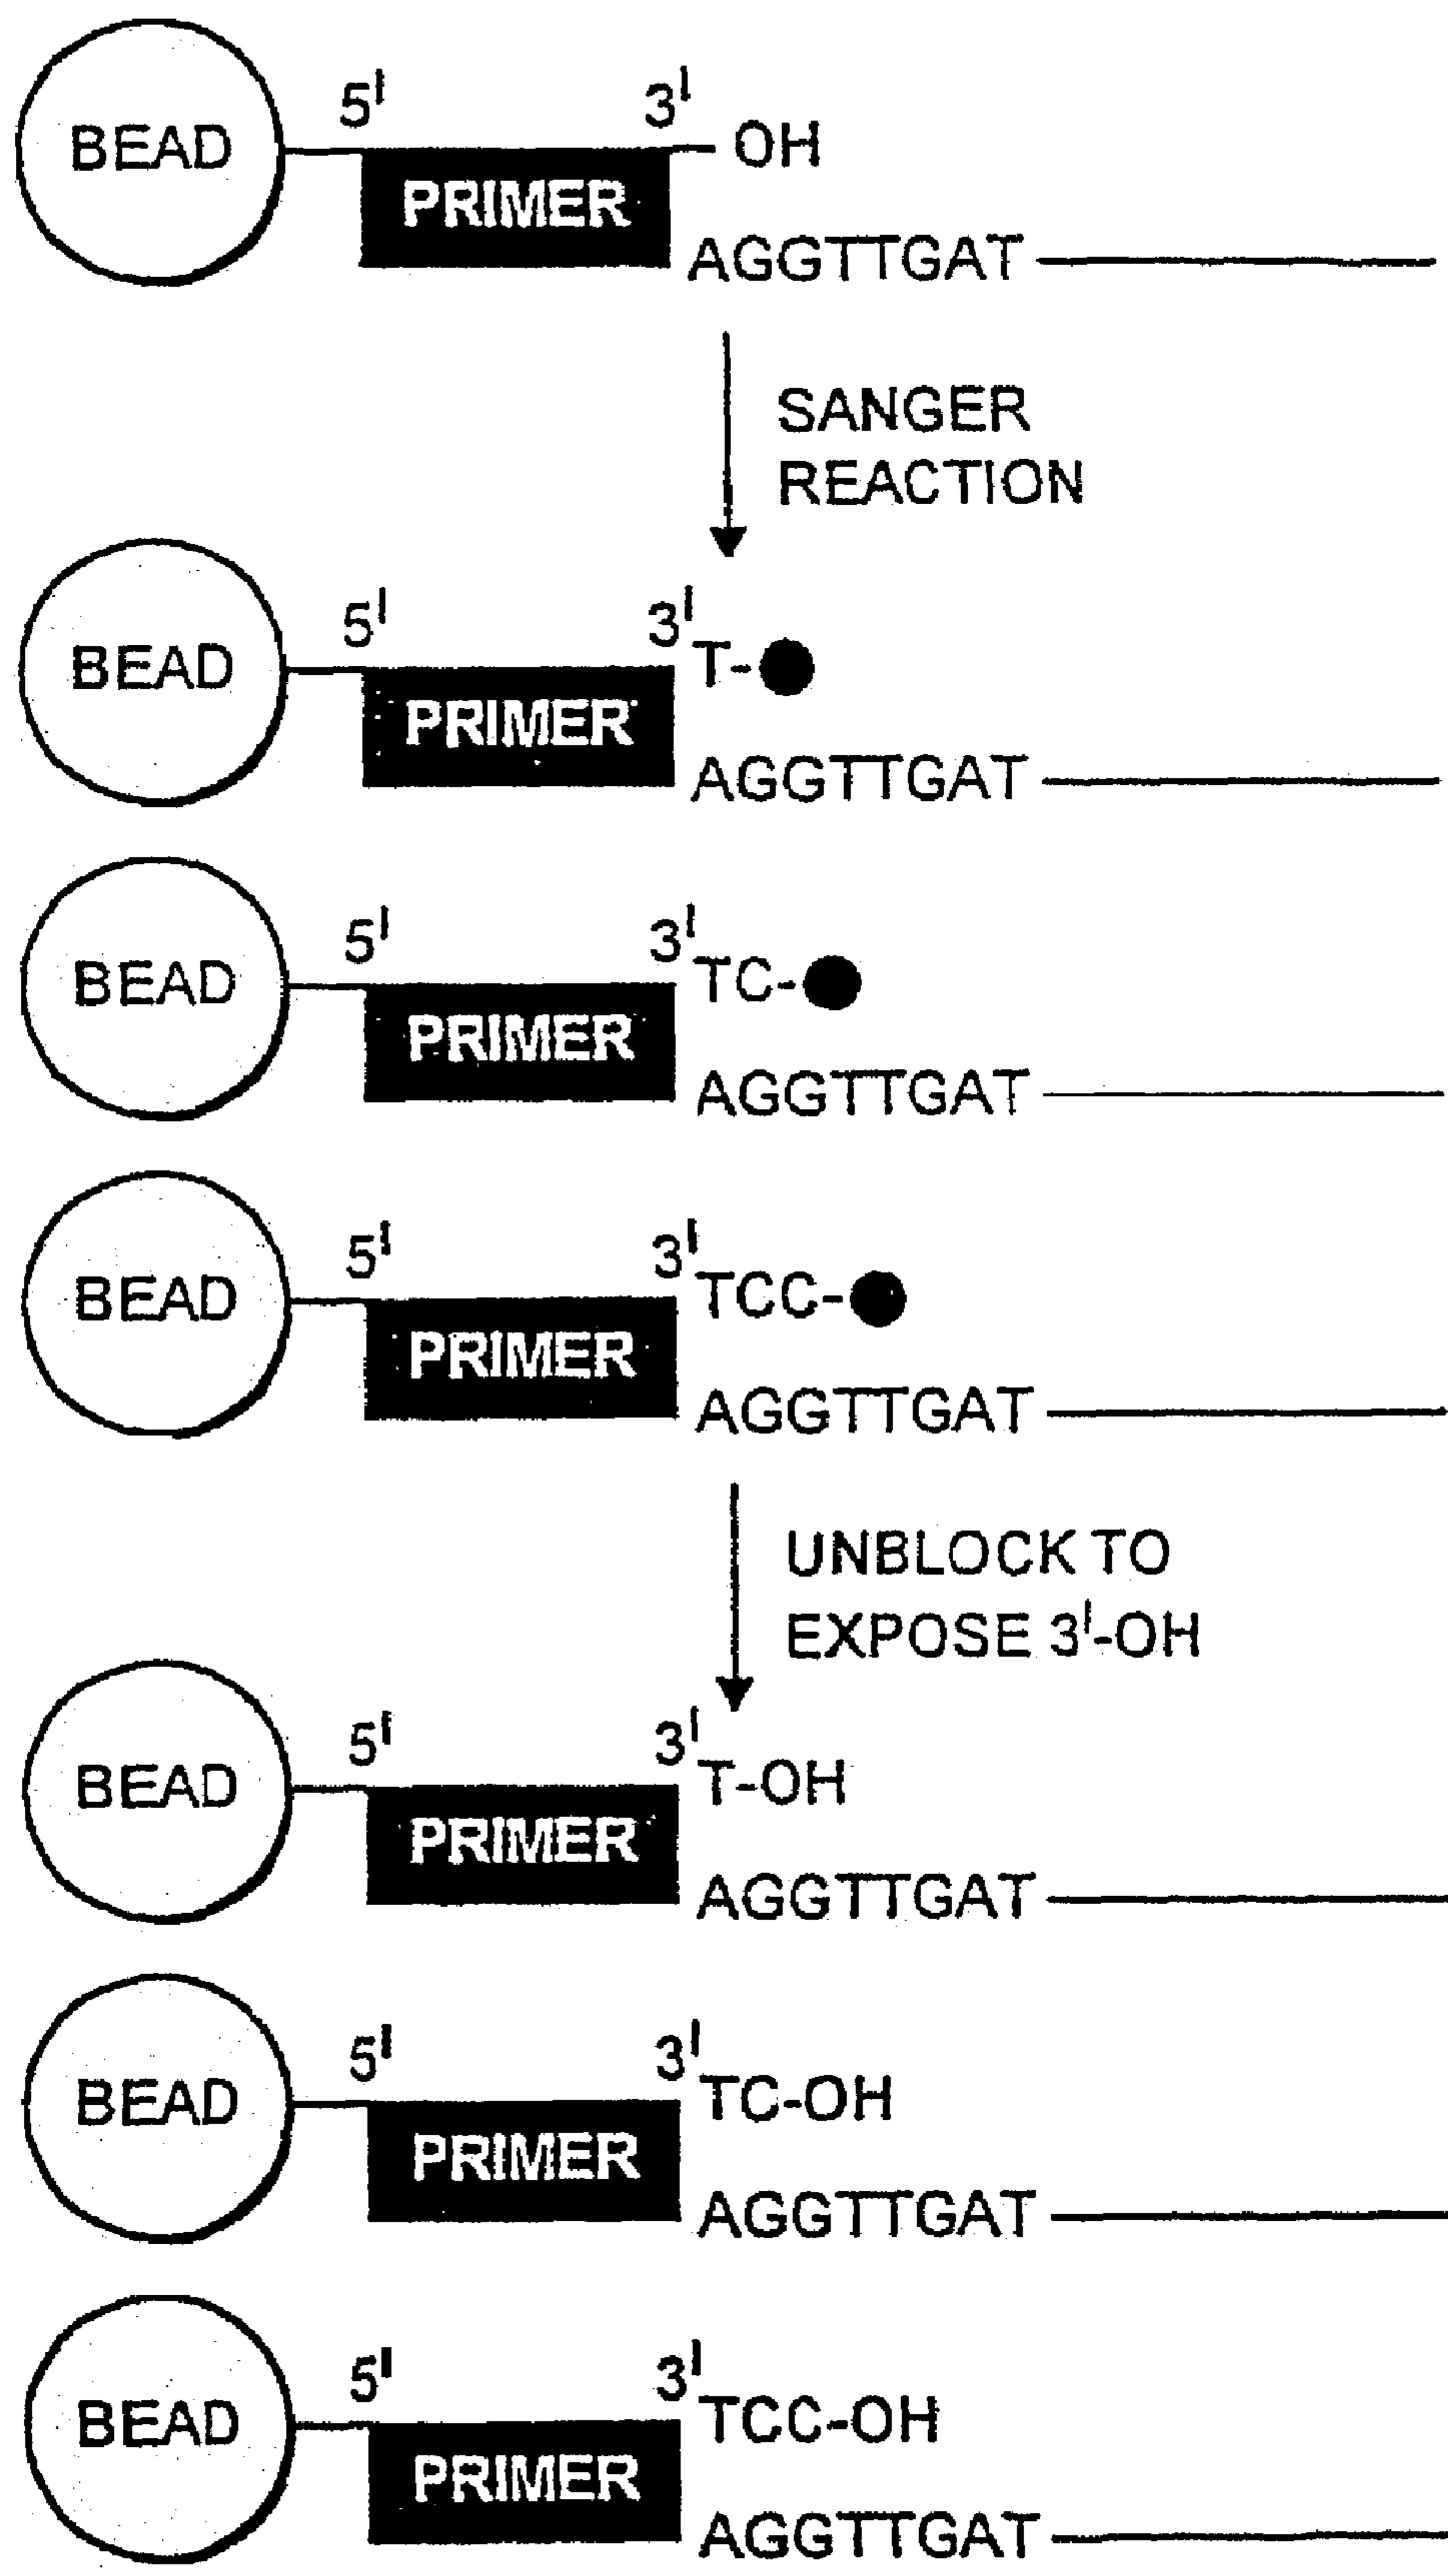 5' 3'
BEAD OH
PRIMER
AGGTTGAT
SANGER
REACTION
5' 3'
BEAD T-
PRIMER
AGGTTGAT
5' 3'
BEAD TC-
PRIMER
AGGTTGAT
5' 3'
BEAD TCC-
PRIMER
AGGTTGAT
UNBLOCK TO
EXPOSE 3'-OH
5' 3'
BEAD T-OH
PRIMER
AGGTTGAT
5' 3'
BEAD TC-OH
PRIMER
AGGTTGAT
5' 3'
BEAD TCC-OH
PRIMER
AGGTTGAT